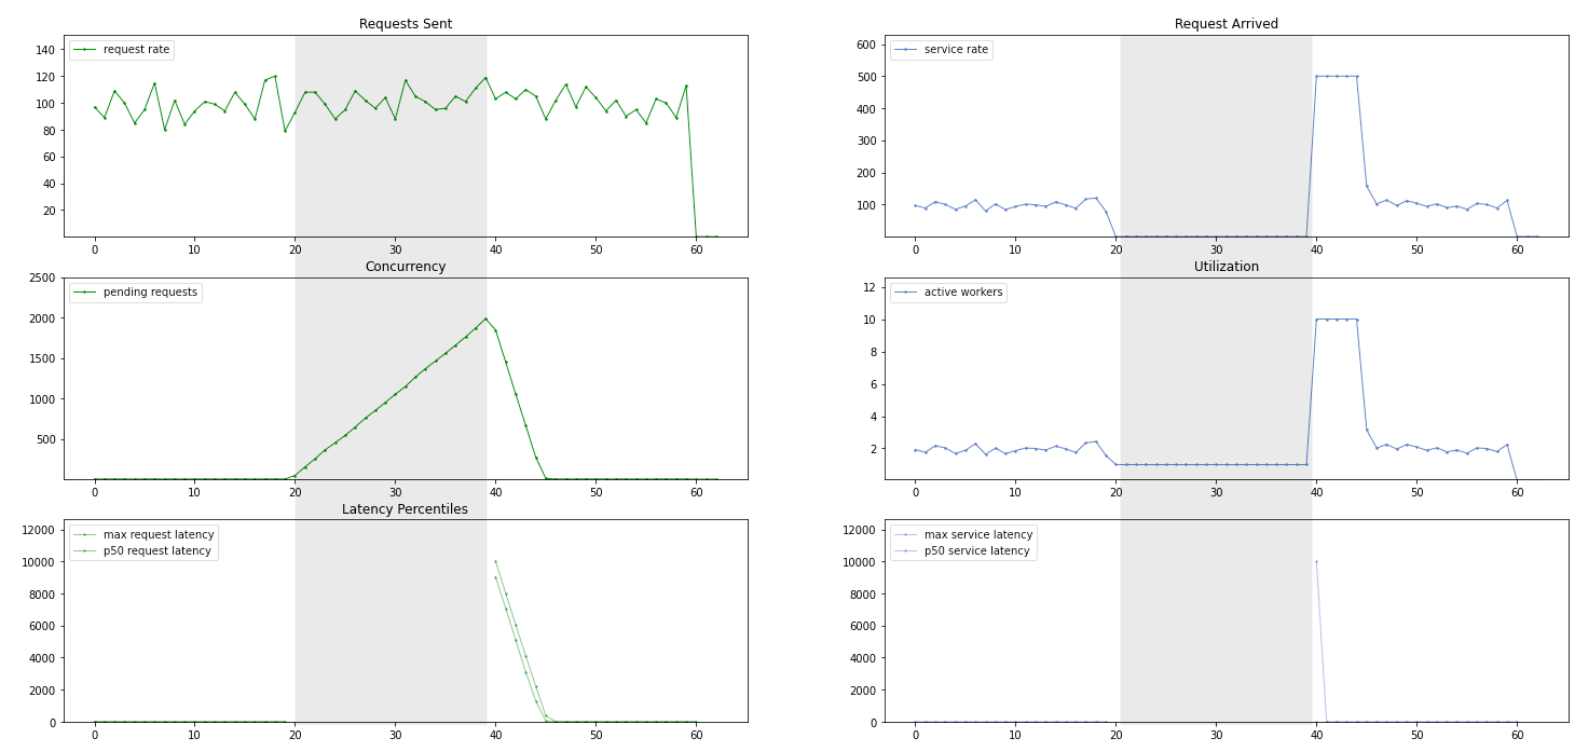 Requests Sent
request rate
140
120
100
80
60
40
20
0 10 20 30 40 50 60
Request Arrived
service rate
600
500
400
300
200
100
0 10 20 30 40 50 60
Concurrency
pending requests
2500
2000
1500
1000
500
0 10 20 30 40 50 60
Utilization
active workers
12
10
8
6
4
2
0 10 20 30 40 50 60
Latency Percentiles
max request latency
p50 request latency
12000
10000
8000
6000
4000
2000
0
0 10 20 30 40 50 60
max service latency
p50 service latency
12000
10000
8000
6000
4000
2000
0
0 10 20 30 40 50 60